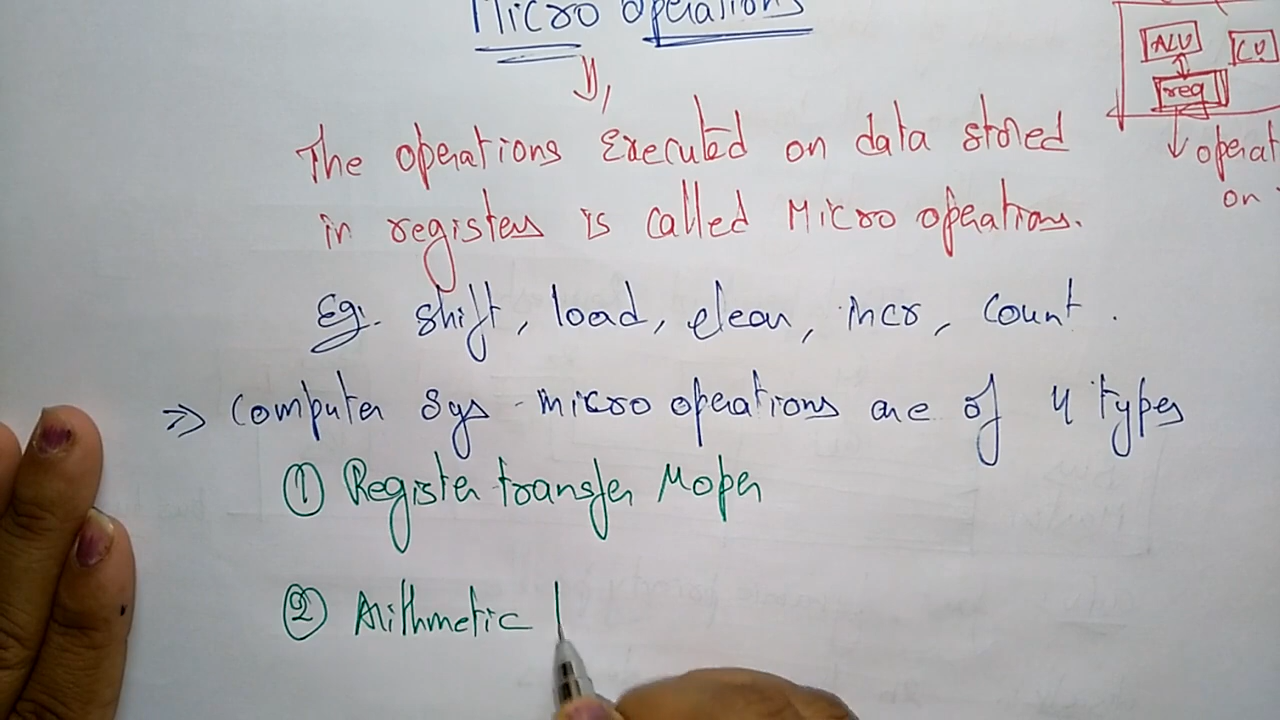 Micro operations
ALU
CU
reg
operat
on
The operations Executed on data stored
in registers is called Micro operations.
Eg:- shift, load, clear, incr, count.
⇒ Computer sys - micro operations are of 4 types
① Register transfer Moper
② Arithmetic